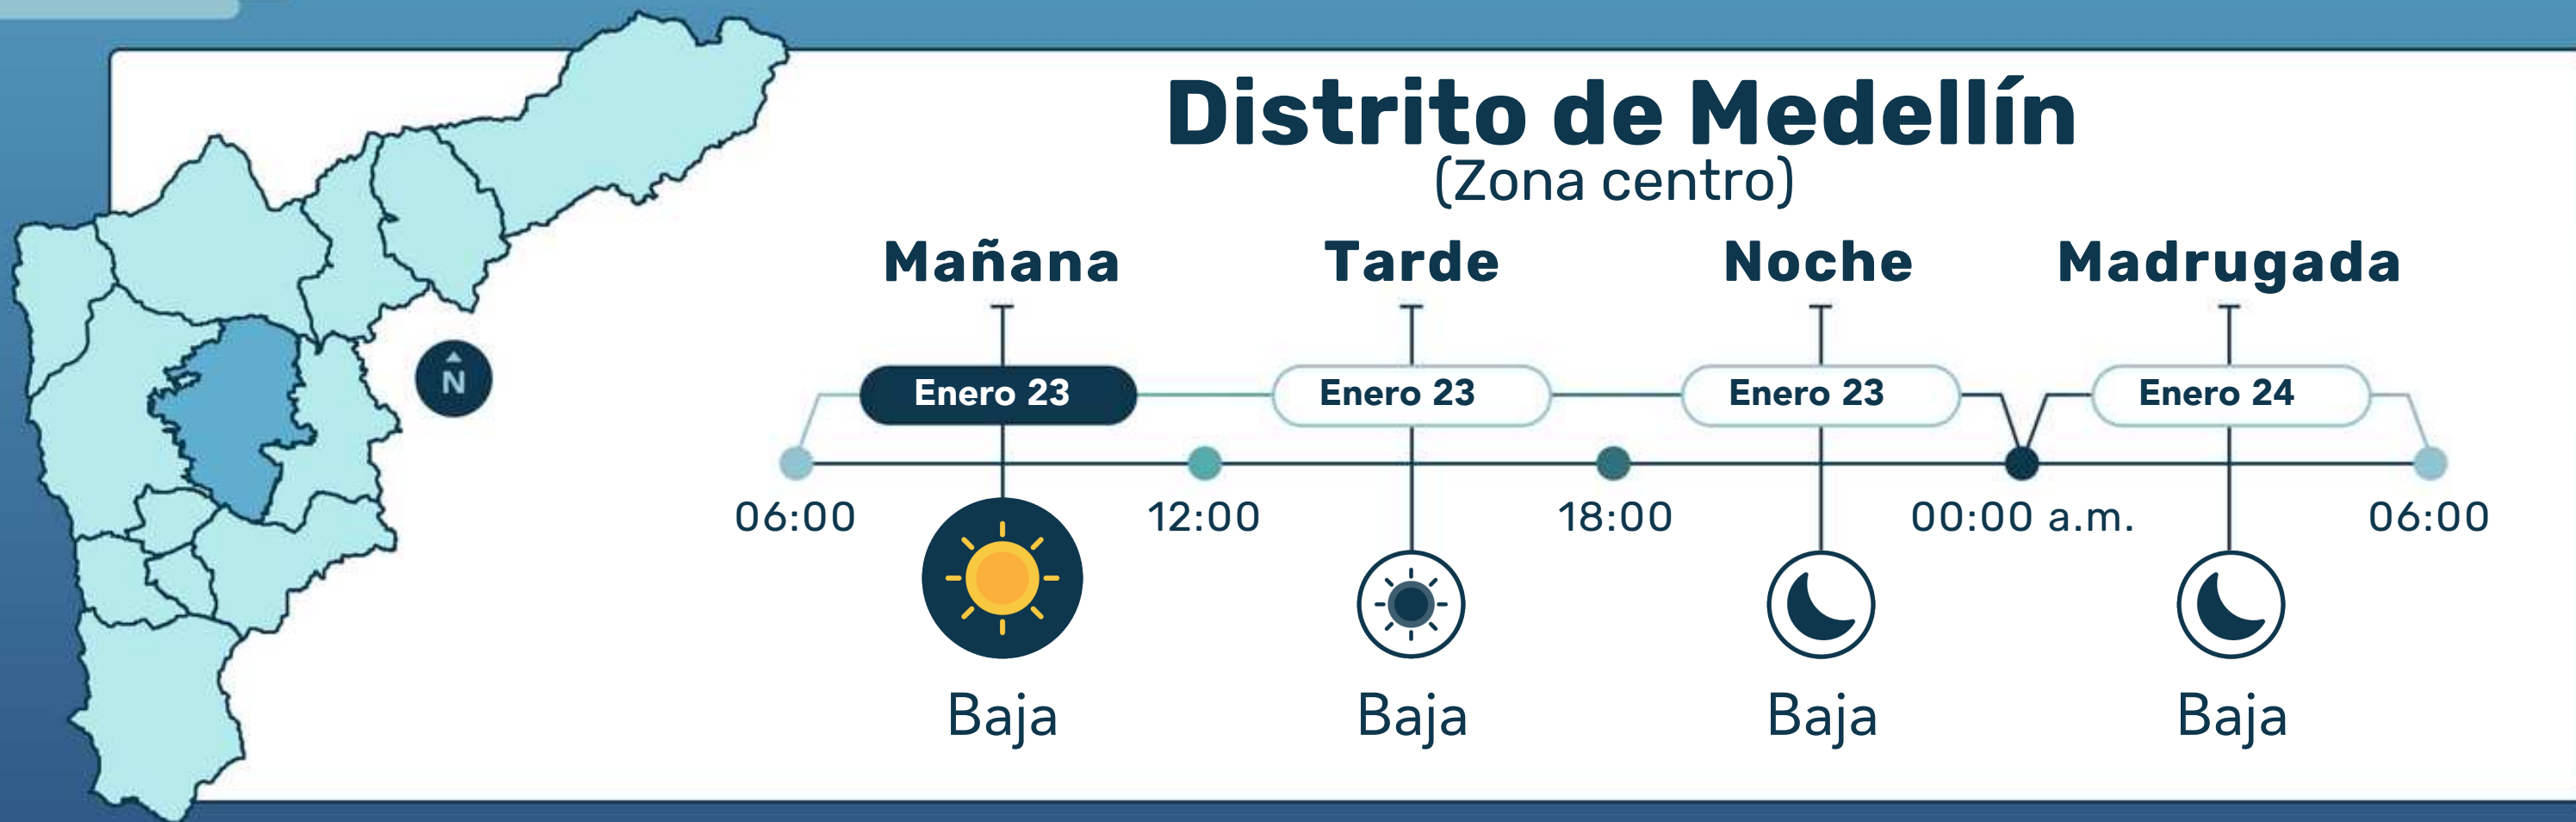 Distrito de Medellín
(Zona centro)
Mañana Tarde Noche Madrugada
Enero 23 Enero 23 Enero 23 Enero 24
N
06:00 12:00 18:00 00:00 a.m. 06:00
Baja Baja Baja Baja